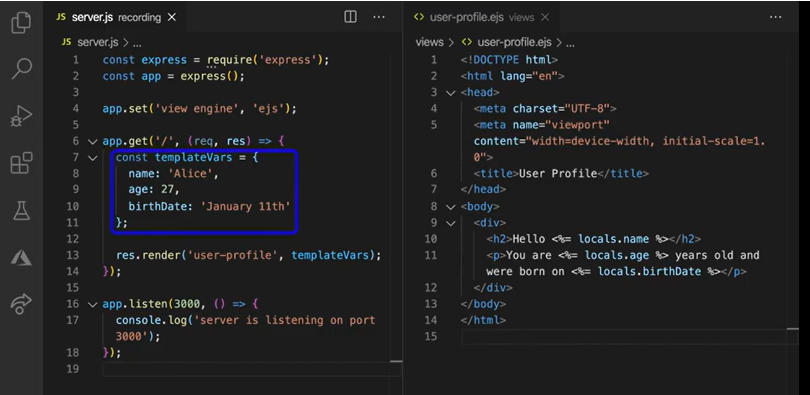 JS server.js recording
JS server.js > ...
1 const express = require('express');
2 const app = express();
3
4 app.set('view engine', 'ejs');
5
6 app.get('/', (req, res) => {
7 const templateVars = {
8 name: 'Alice',
9 age: 27,
10 birthDate: 'January 11th'
11 };
12
13 res.render('user-profile', templateVars);
14 });
15
16 app.listen(3000, () => {
17 console.log('server is listening on port
3000');
18 });
19
user-profile.ejs views
views > user-profile.ejs > ...
1 <!DOCTYPE html>
2 <html lang="en">
3 <head>
4 <meta charset="UTF-8">
5 <meta name="viewport"
content="width=device-width, initial-scale=1.
0">
6 <title>User Profile</title>
7 </head>
8 <body>
9 <div>
10 <h2>Hello <%= locals.name %></h2>
11 <p>You are <%= locals.age %> years old and
were born on <%= locals.birthDate %></p>
12 </div>
13 </body>
14 </html>
15